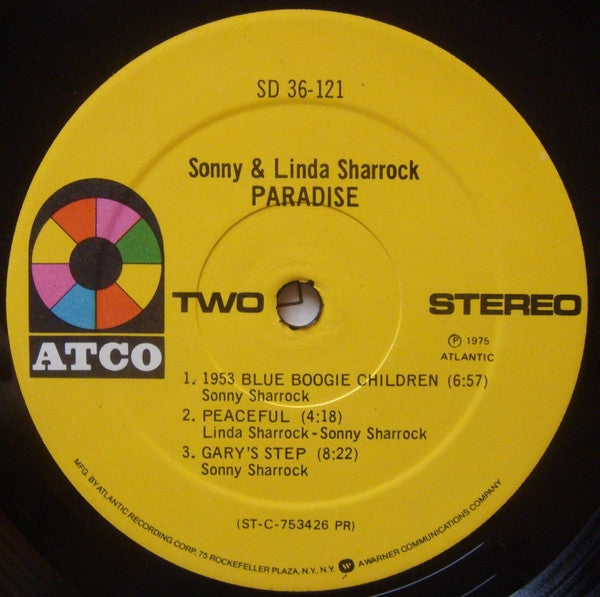 SD 36-121
Sonny & Linda Sharrock
PARADISE
ATCO
TWO
STEREO
Ⓟ 1975
ATLANTIC
1. 1953 BLUE BOOGIE CHILDREN (6:57)
Sonny Sharrock
2. PEACEFUL (4:18)
Linda Sharrock-Sonny Sharrock
3. GARY'S STEP (8:22)
Sonny Sharrock
(ST-C-753426 PR)
MFG. BY ATLANTIC RECORDING CORP. 75 ROCKEFELLER PLAZA, N.Y. N.Y. W A WARNER COMMUNICATIONS COMPANY